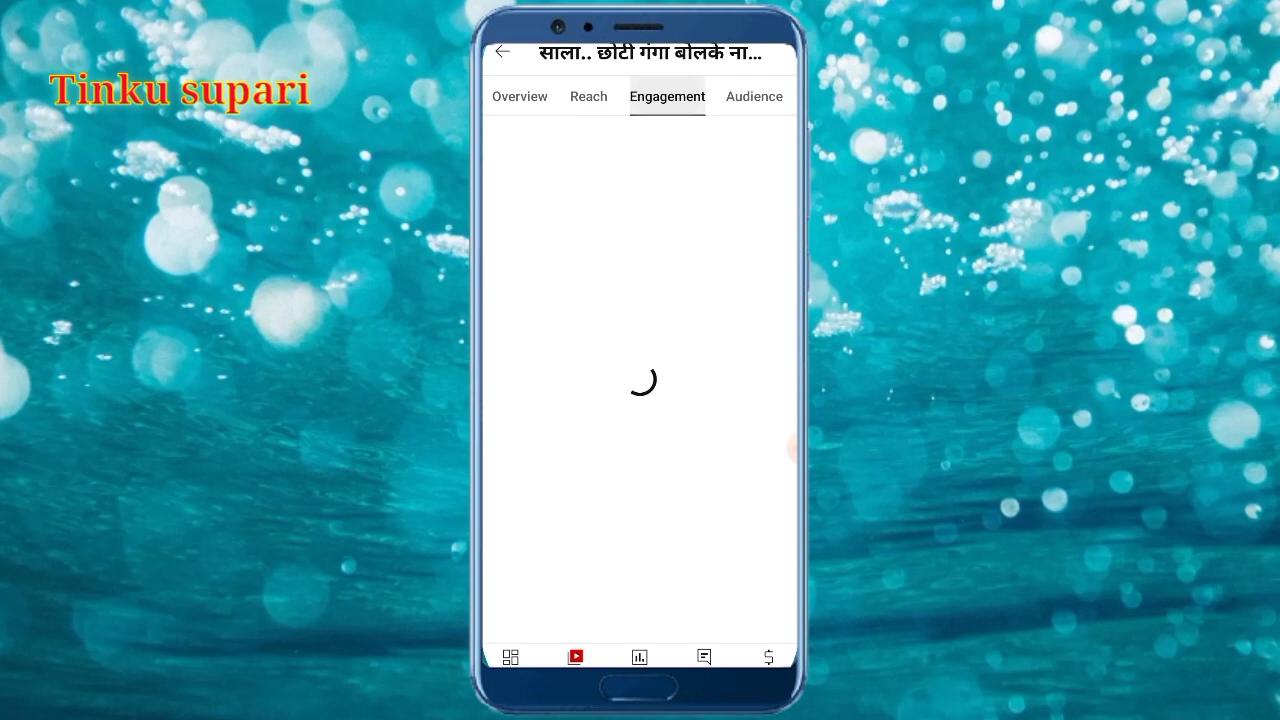 साला.. छोटी गंगा बोलके ना...
Tinku supari
Overview Reach Engagement Audience